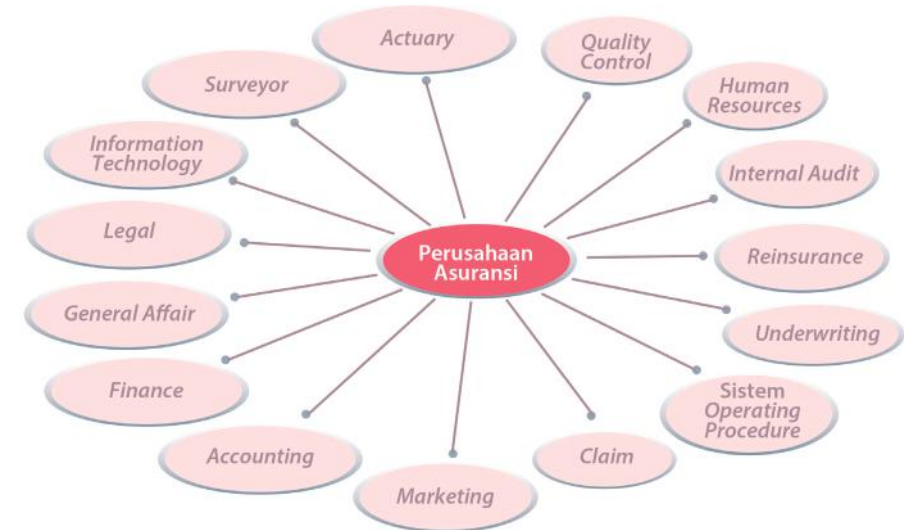 Actuary
Quality
Control
Surveyor
Human
Resources
Information
Technology
Internal Audit
Legal
Perusahaan
Asuransi
Reinsurance
General Affair
Underwriting
Finance
Sistem
Operating
Procedure
Accounting
Claim
Marketing